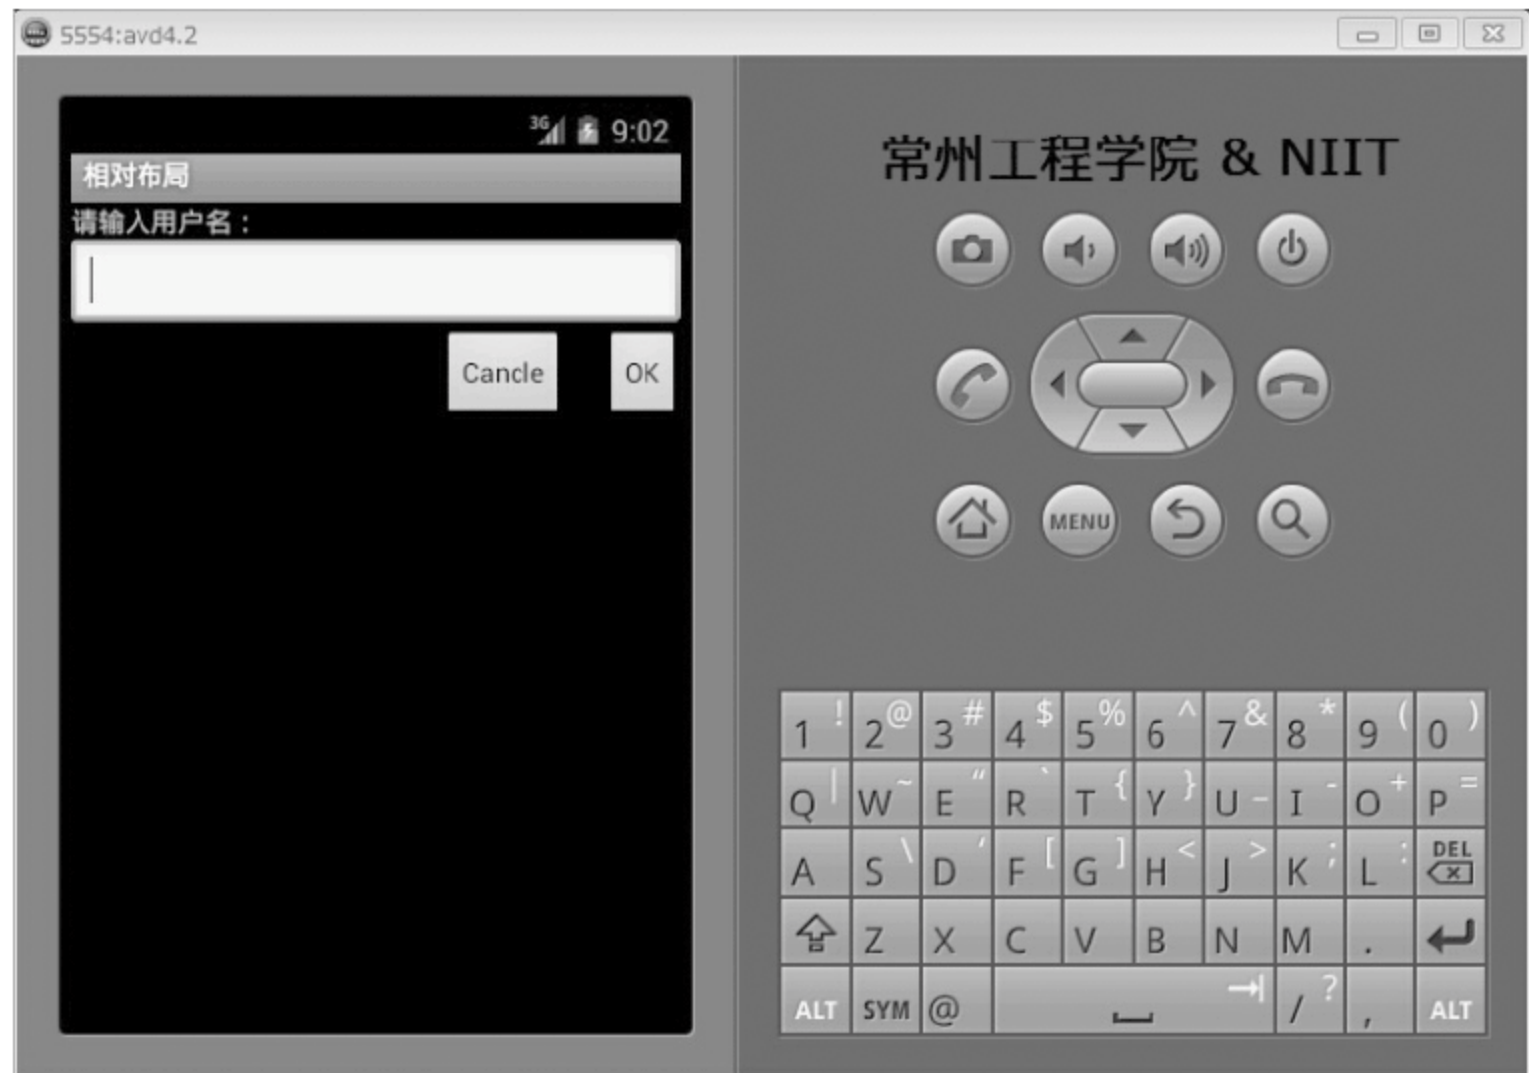 5554:avd4.2
3G 9:02
相对布局
请输入用户名：
Cancle OK
常州工程学院 & NIIT
MENU
1 ! 2 @ 3 # 4 $ 5 % 6 ^ 7 & 8 * 9 ( 0 )
Q | W ~ E “ R ` T { Y } U _ I - O + P =
A S \ D ‘ F [ G ] H < J > K ; L : DEL
Z X C V B N M .
ALT SYM @ / ? , ALT